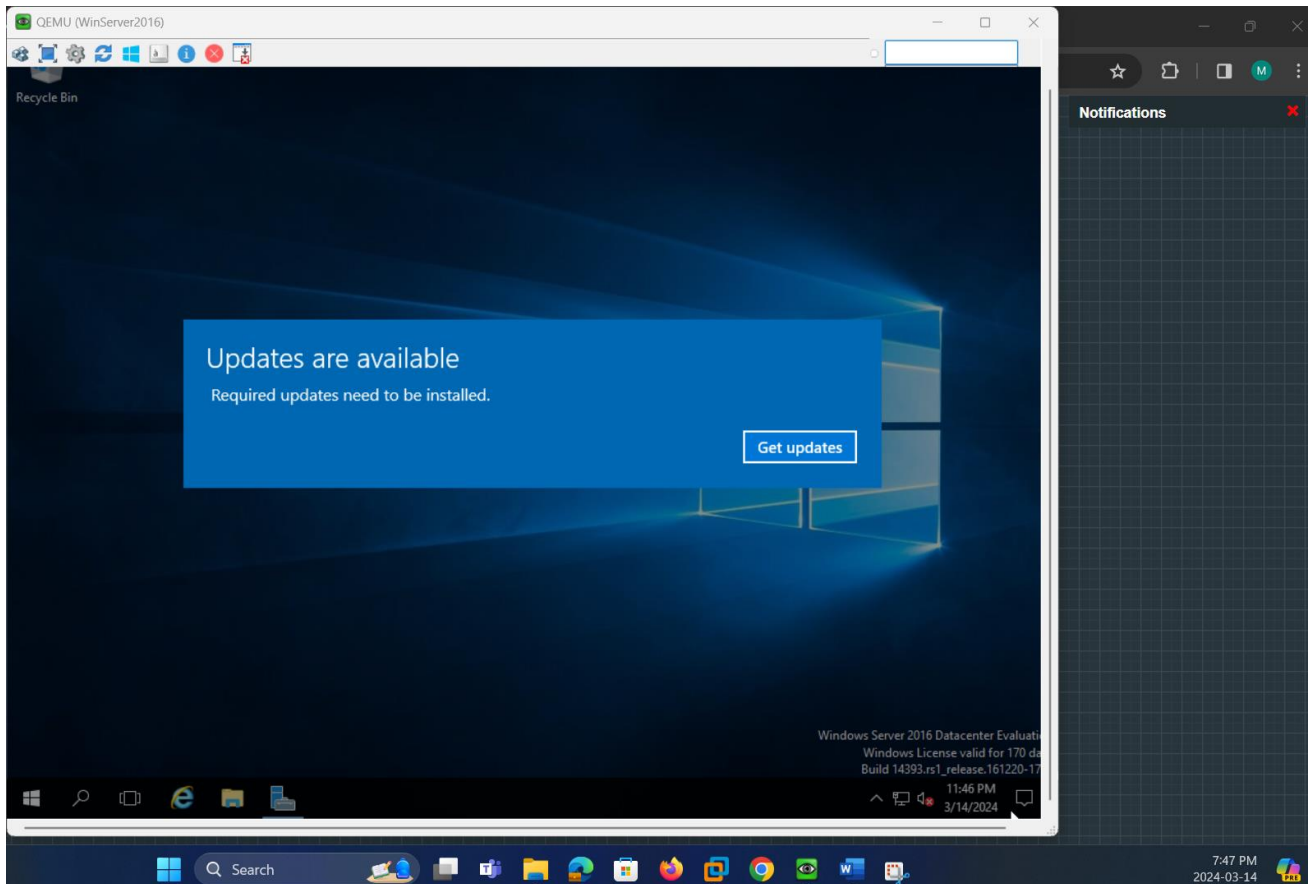 QEMU (WinServer2016)
M
Notifications
Recycle Bin
Updates are available
Required updates need to be installed.
Get updates
Windows Server 2016 Datacenter Evaluati
Windows License valid for 170 da
Build 14393.rs1_release.161220-17
11:46 PM
3/14/2024
Search
7:47 PM
2024-03-14
PRE